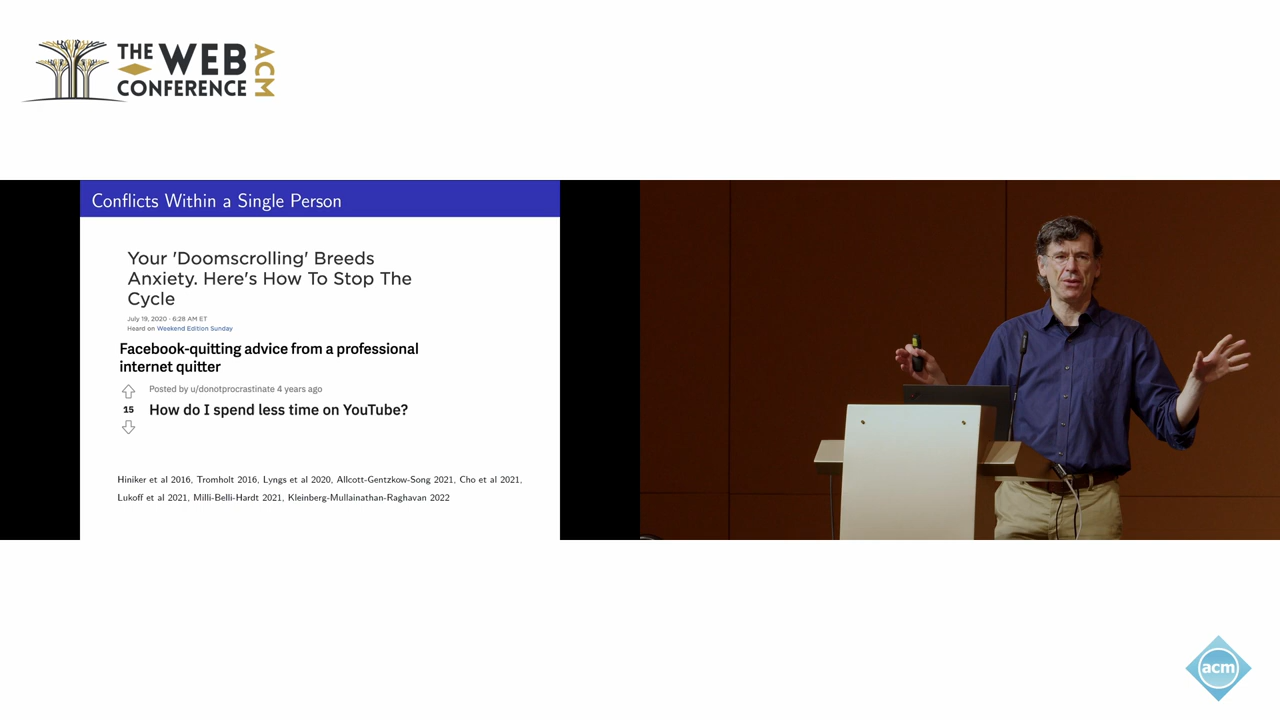 THE WEB
CONFERENCE
ACM
Conflicts Within a Single Person
Your 'Doomscrolling' Breeds
Anxiety. Here's How To Stop The
Cycle
July 19, 2020 · 6:28 AM ET
Heard on Weekend Edition Sunday
Facebook-quitting advice from a professional
internet quitter
Posted by u/donotprocrastinate 4 years ago
15 How do I spend less time on YouTube?
Hiniker et al 2016, Tromholt 2016, Lyngs et al 2020, Allcott-Gentzkow-Song 2021, Cho et al 2021,
Lukoff et al 2021, Milli-Belli-Hardt 2021, Kleinberg-Mullainathan-Raghavan 2022
acm